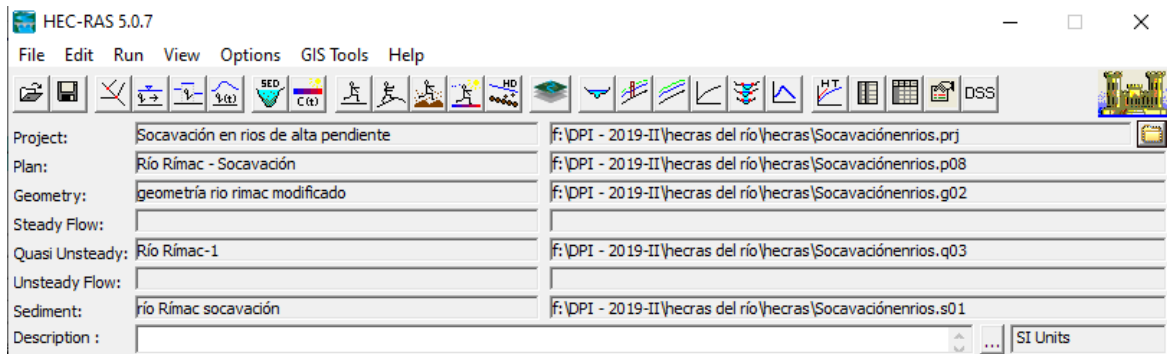 HEC-RAS 5.0.7
File Edit Run View Options GIS Tools Help
SED C(t) HD HT DSS
Project: Socavación en rios de alta pendiente f:\DPI - 2019-II\hecras del río\hecras\Socavaciónenrios.prj
Plan: Río Rímac - Socavación f:\DPI - 2019-II\hecras del río\hecras\Socavaciónenrios.p08
Geometry: geometría rio rimac modificado f:\DPI - 2019-II\hecras del río\hecras\Socavaciónenrios.g02
Steady Flow:
Quasi Unsteady: Río Rímac-1 f:\DPI - 2019-II\hecras del río\hecras\Socavaciónenrios.q03
Unsteady Flow:
Sediment: río Rímac socavación f:\DPI - 2019-II\hecras del río\hecras\Socavaciónenrios.s01
Description : ... SI Units